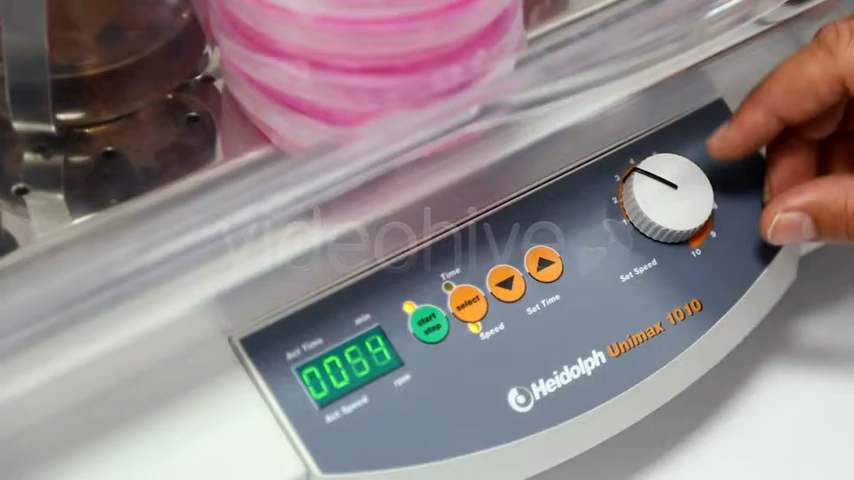 videohive
3
4
2
1
9
10
Set Speed
Time
start
stop
select
Speed
Set Time
Act Time
min
0054
rpm
Act Speed
Heidolph Unimax 1010